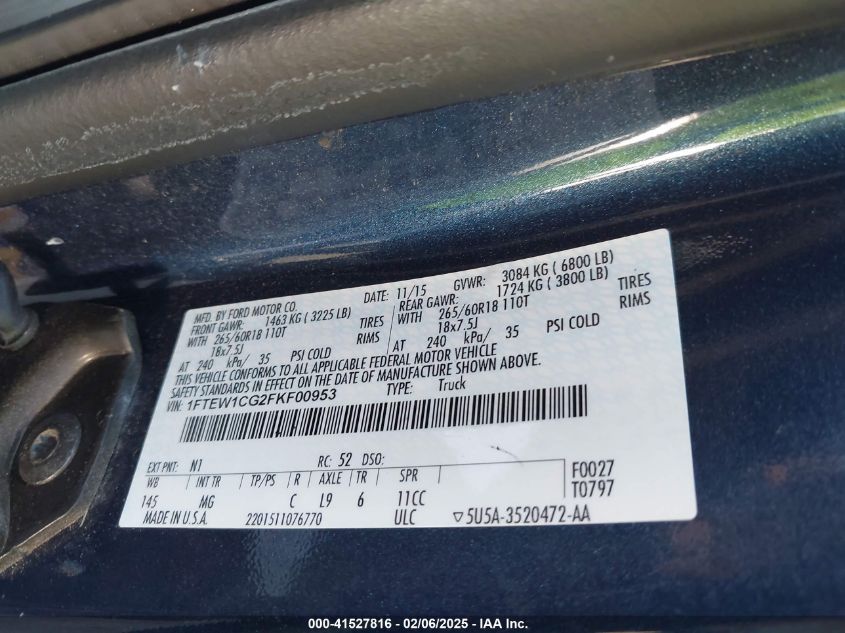 MFD. BY FORD MOTOR CO.
DATE: 11/15 GVWR: 3084 KG ( 6800 LB)
FRONT GAWR: 1463 KG ( 3225 LB) REAR GAWR: 1724 KG ( 3800 LB)
WITH 265/60R18 110T TIRES WITH 265/60R18 110T TIRES
18x7.5J RIMS 18x7.5J RIMS
AT 240 kPa/ 35 PSI COLD AT 240 kPa/ 35 PSI COLD
THIS VEHICLE CONFORMS TO ALL APPLICABLE FEDERAL MOTOR VEHICLE
SAFETY STANDARDS IN EFFECT ON THE DATE OF MANUFACTURE SHOWN ABOVE.
VIN: 1FTEW1CG2FKF00953 TYPE: Truck
EXT PNT: N1 RC: 52 DSO: F0027
WB INT TR TP/PS R AXLE TR SPR T0797
145 MG C L9 6 11CC
MADE IN U.S.A. 2201511076770 ULC ▽5U5A-3520472-AA
000-41527816 - 02/06/2025 - IAA Inc.